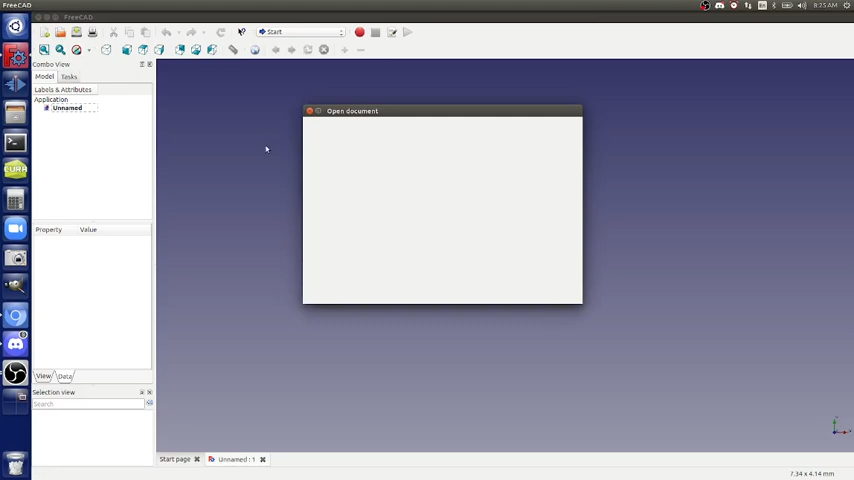 FreeCAD
8:25 AM
FreeCAD
Start
Combo View
Model
Tasks
Labels & Attributes
Application
Unnamed
Open document
CURA
Property
Value
View
Data
Selection view
Search
Start page
Unnamed : 1
7.34 x 4.14 mm